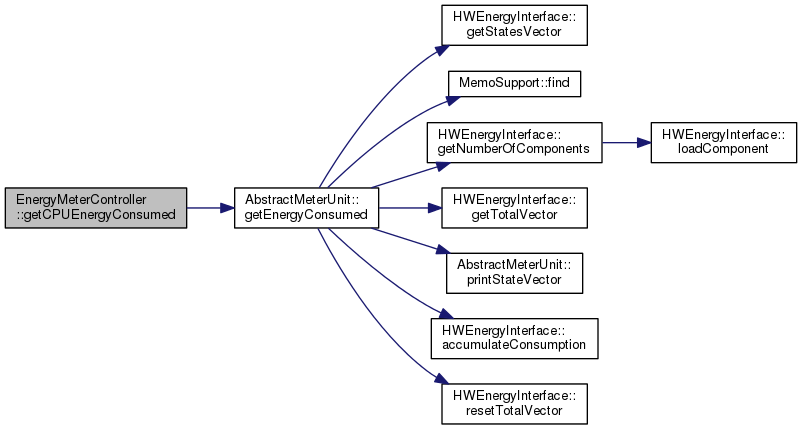 EnergyMeterController
::getCPUEnergyConsumed
AbstractMeterUnit::
getEnergyConsumed
HWEnergyInterface::
getStatesVector
MemoSupport::find
HWEnergyInterface::
getNumberOfComponents
HWEnergyInterface::
loadComponent
HWEnergyInterface::
getTotalVector
AbstractMeterUnit::
printStateVector
HWEnergyInterface::
accumulateConsumption
HWEnergyInterface::
resetTotalVector